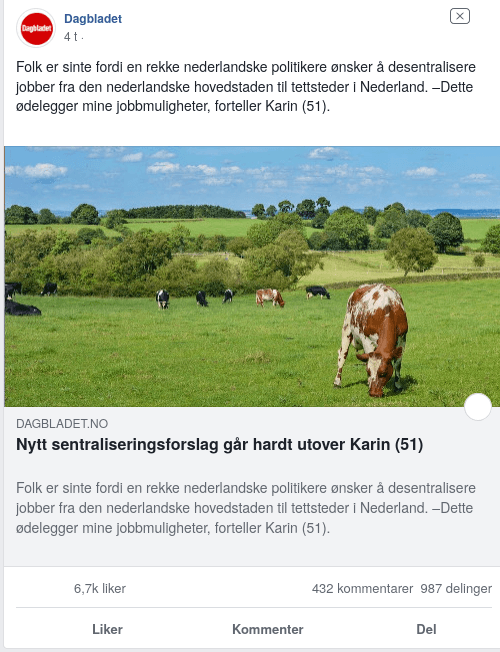 Dagbladet
Dagbladet
4 t ·
Folk er sinte fordi en rekke nederlandske politikere ønsker å desentralisere
jobber fra den nederlandske hovedstaden til tettsteder i Nederland. –Dette
ødelegger mine jobbmuligheter, forteller Karin (51).
DAGBLADET.NO
Nytt sentraliseringsforslag går hardt utover Karin (51)
Folk er sinte fordi en rekke nederlandske politikere ønsker å desentralisere
jobber fra den nederlandske hovedstaden til tettsteder i Nederland. –Dette
ødelegger mine jobbmuligheter, forteller Karin (51).
6,7k liker 432 kommentarer 987 delinger
Liker Kommenter Del